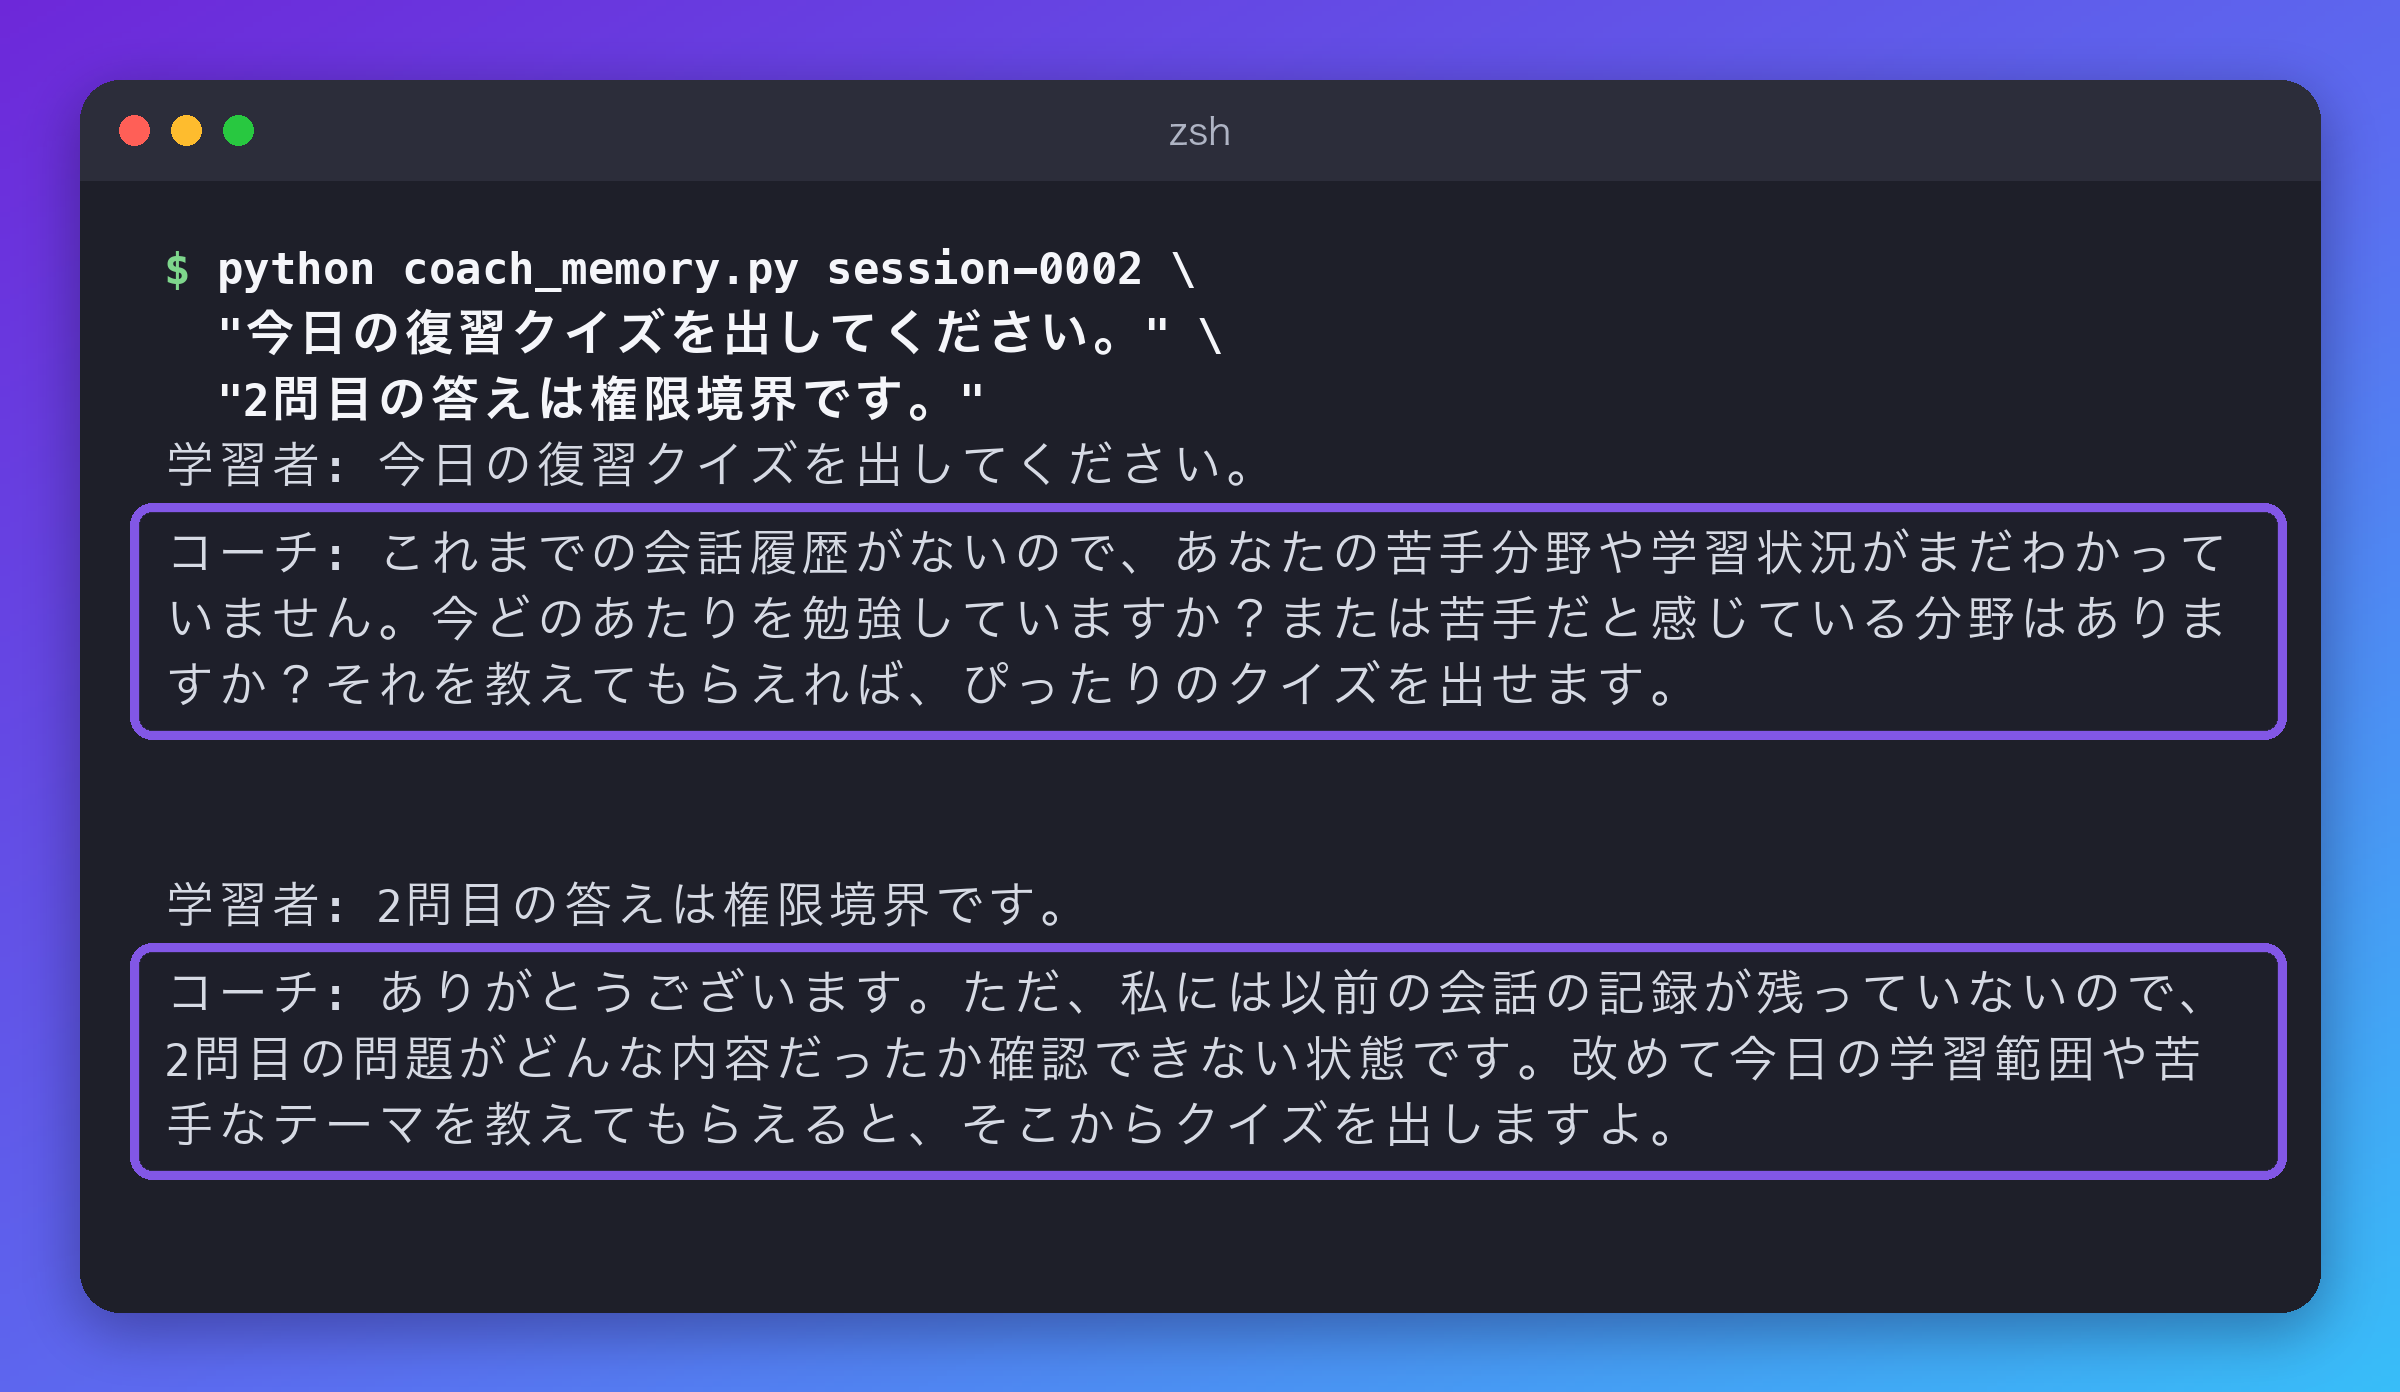 zsh
$ python coach_memory.py session-0002 \
"今日の復習クイズを出してください。" \
"2問目の答えは権限境界です。"
学習者: 今日の復習クイズを出してください。
コーチ: これまでの会話履歴がないので、あなたの苦手分野や学習状況がまだわかって
いません。今どのあたりを勉強していますか？または苦手だと感じている分野はありま
すか？それを教えてもらえれば、ぴったりのクイズを出せます。
学習者: 2問目の答えは権限境界です。
コーチ: ありがとうございます。ただ、私には以前の会話の記録が残っていないので、
2問目の問題がどんな内容だったか確認できない状態です。改めて今日の学習範囲や苦
手なテーマを教えてもらえると、そこからクイズを出しますよ。